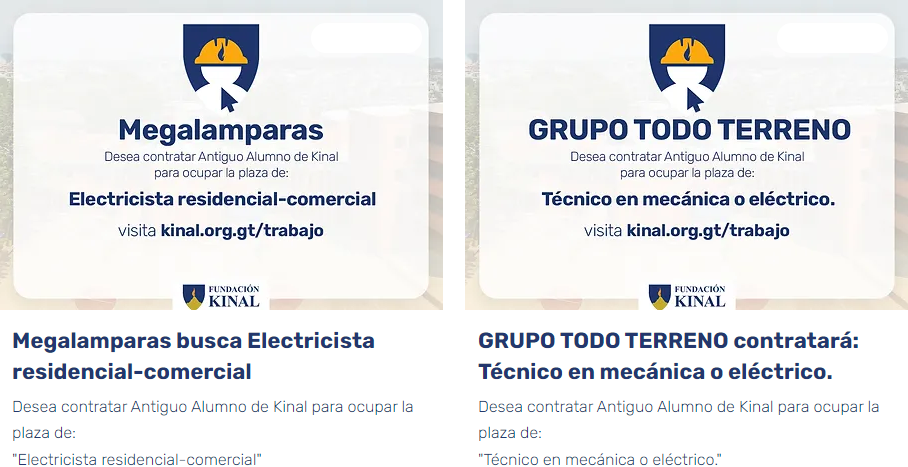 Megalamparas
Desea contratar Antiguo Alumno de Kinal
para ocupar la plaza de:
Electricista residencial-comercial
visita kinal.org.gt/trabajo
FUNDACIÓN
KINAL
Megalamparas busca Electricista
residencial-comercial
Desea contratar Antiguo Alumno de Kinal para ocupar la
plaza de:
"Electricista residencial-comercial"
GRUPO TODO TERRENO
Desea contratar Antiguo Alumno de Kinal
para ocupar la plaza de:
Técnico en mecánica o eléctrico.
visita kinal.org.gt/trabajo
FUNDACIÓN
KINAL
GRUPO TODO TERRENO contratará:
Técnico en mecánica o eléctrico.
Desea contratar Antiguo Alumno de Kinal para ocupar la
plaza de:
"Técnico en mecánica o eléctrico."